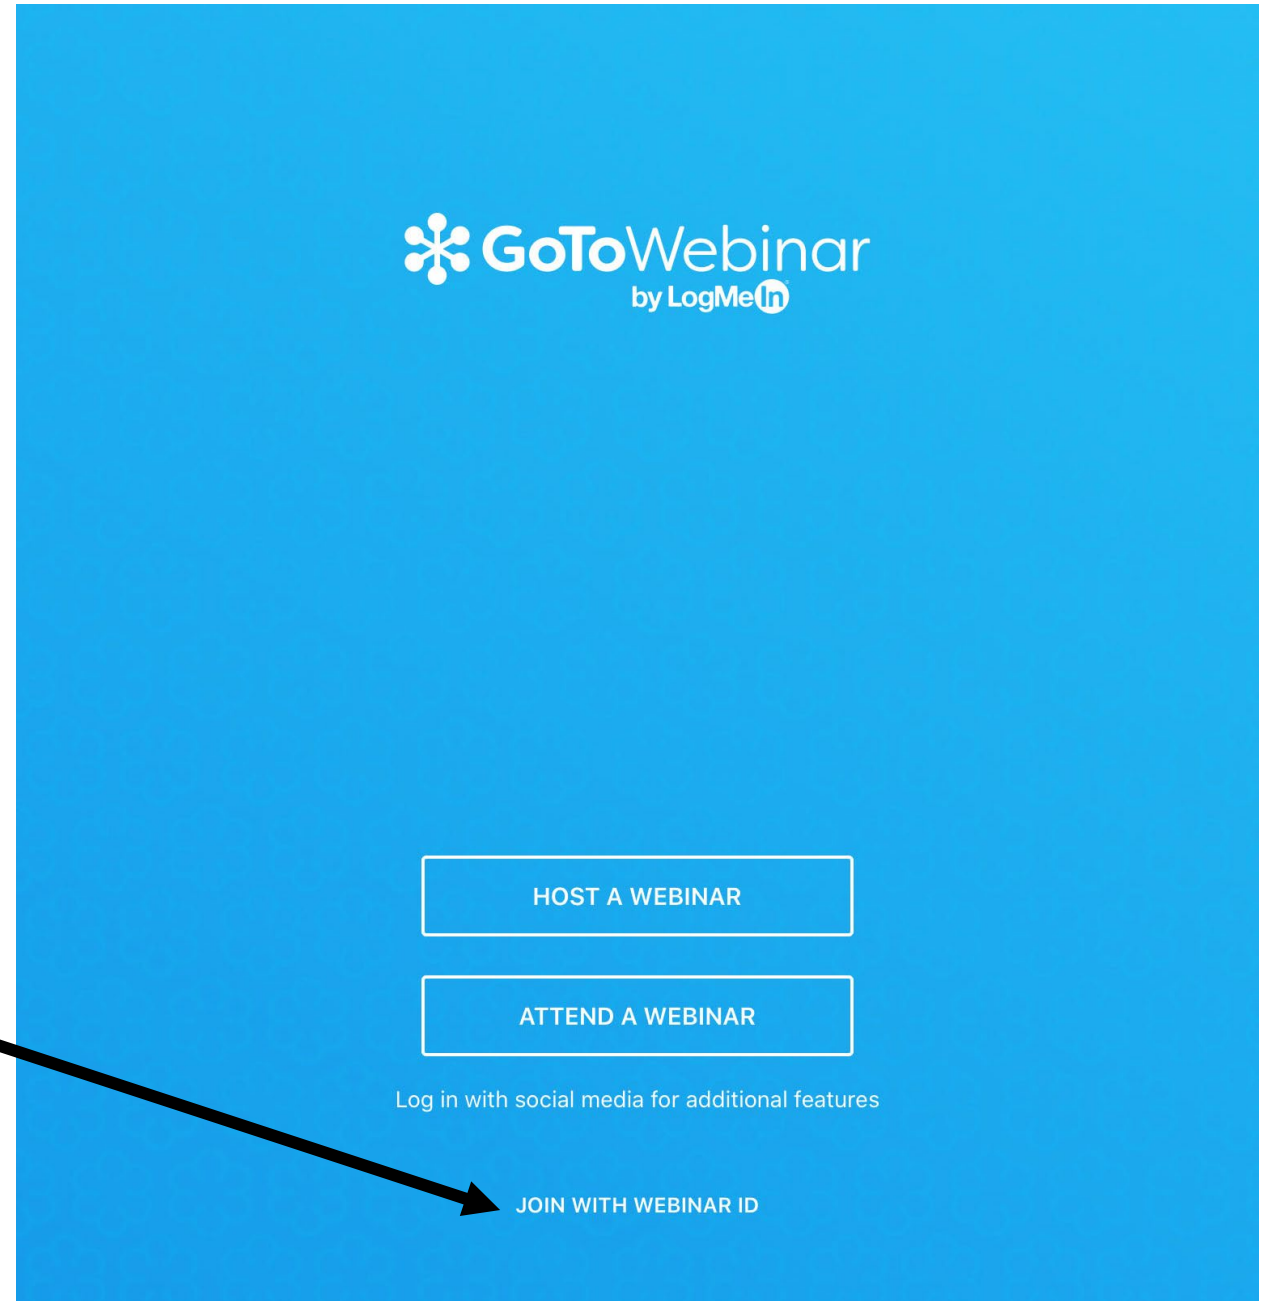 GoToWebinar
by LogMeIn
HOST A WEBINAR
ATTEND A WEBINAR
Log in with social media for additional features
JOIN WITH WEBINAR ID